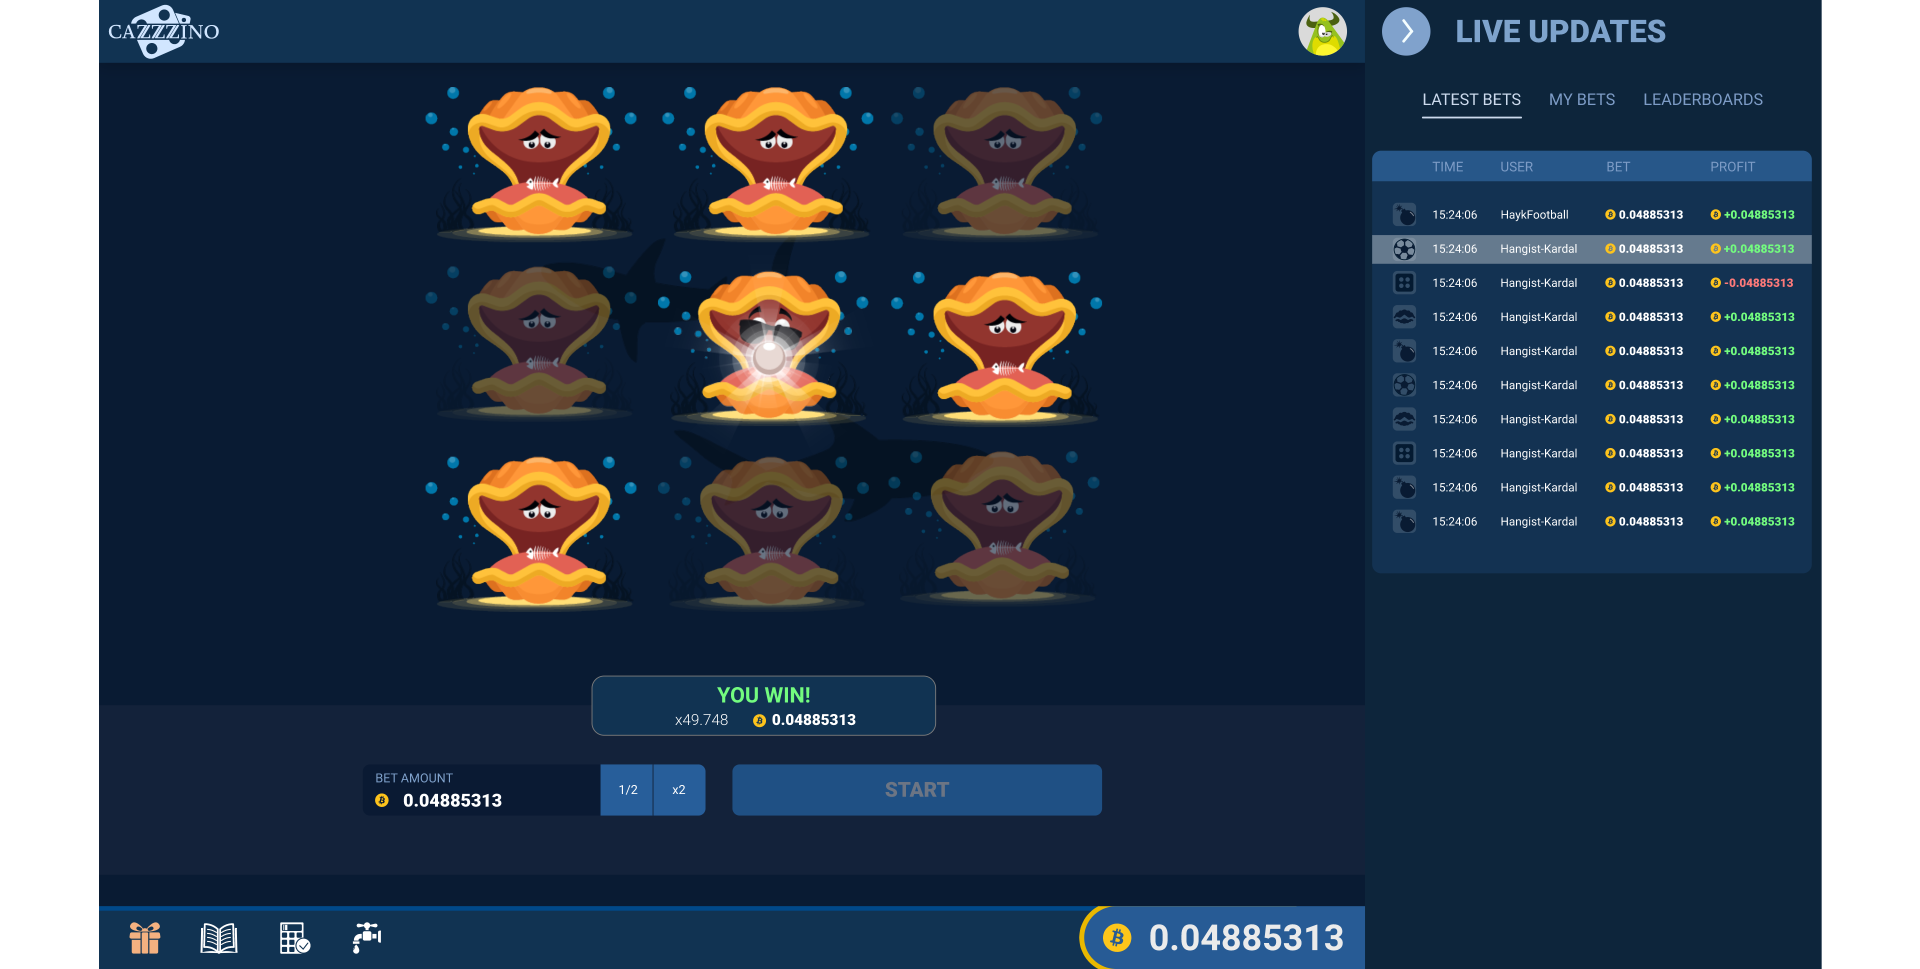 CAZZZINO
LIVE UPDATES
LATEST BETS MY BETS LEADERBOARDS
TIME USER BET PROFIT
15:24:06 HaykFootball 0.04885313 +0.04885313
15:24:06 Hangist-Kardal 0.04885313 +0.04885313
15:24:06 Hangist-Kardal 0.04885313 -0.04885313
15:24:06 Hangist-Kardal 0.04885313 +0.04885313
15:24:06 Hangist-Kardal 0.04885313 +0.04885313
15:24:06 Hangist-Kardal 0.04885313 +0.04885313
15:24:06 Hangist-Kardal 0.04885313 +0.04885313
15:24:06 Hangist-Kardal 0.04885313 +0.04885313
15:24:06 Hangist-Kardal 0.04885313 +0.04885313
15:24:06 Hangist-Kardal 0.04885313 +0.04885313
YOU WIN!
x49.748 0.04885313
BET AMOUNT
0.04885313
1/2 x2
START
0.04885313